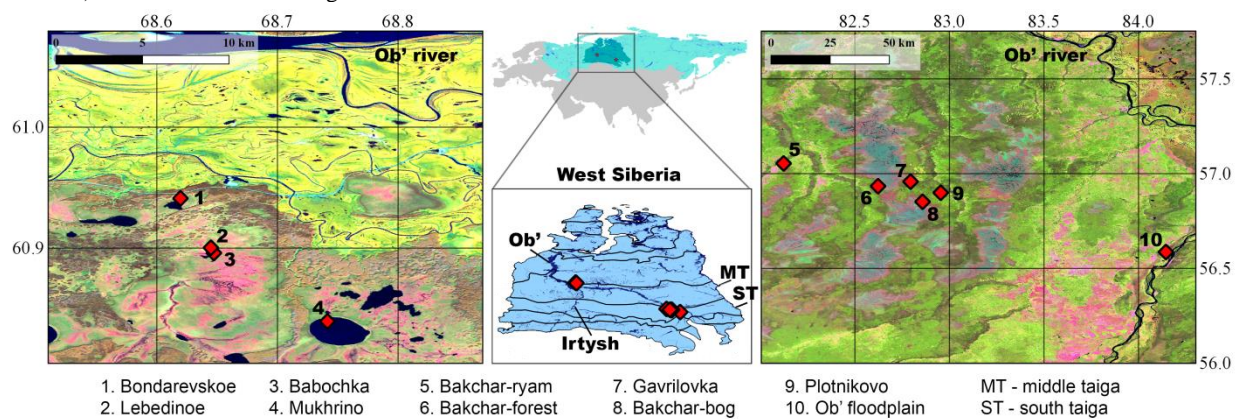 68.6 68.7 68.8
82.5 83.0 83.5 84.0
0 5 10 km
Ob' river
61.0
60.9
1
2
3
4
West Siberia
Ob'
MT
ST
Irtysh
0 25 50 km
Ob' river
57.5
57.0
56.5
56.0
5
6
7
8
9
10
1. Bondarevskoe 3. Babochka 5. Bakchar-ryam 7. Gavrilovka 9. Plotnikovo MT - middle taiga
2. Lebedinoe 4. Mukhrino 6. Bakchar-forest 8. Bakchar-bog 10. Ob' floodplain ST - south taiga